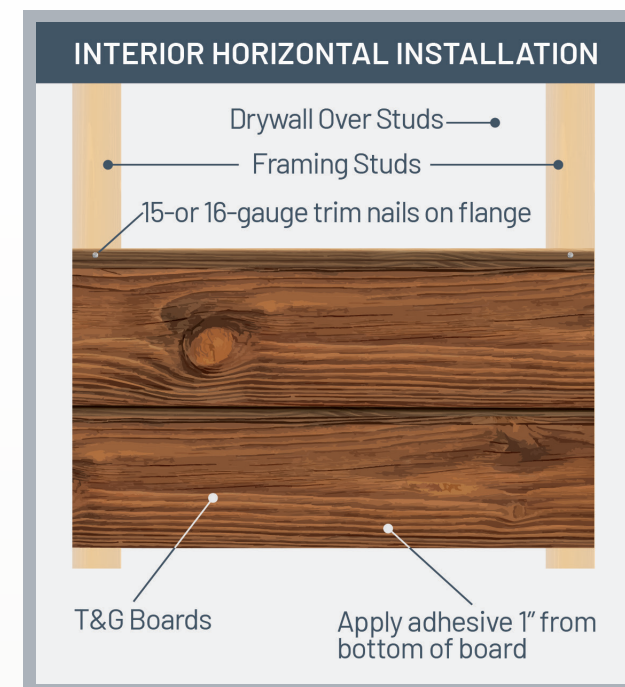 INTERIOR HORIZONTAL INSTALLATION
Drywall Over Studs
Framing Studs
15-or 16-gauge trim nails on flange
T&G Boards
Apply adhesive 1″ from
bottom of board